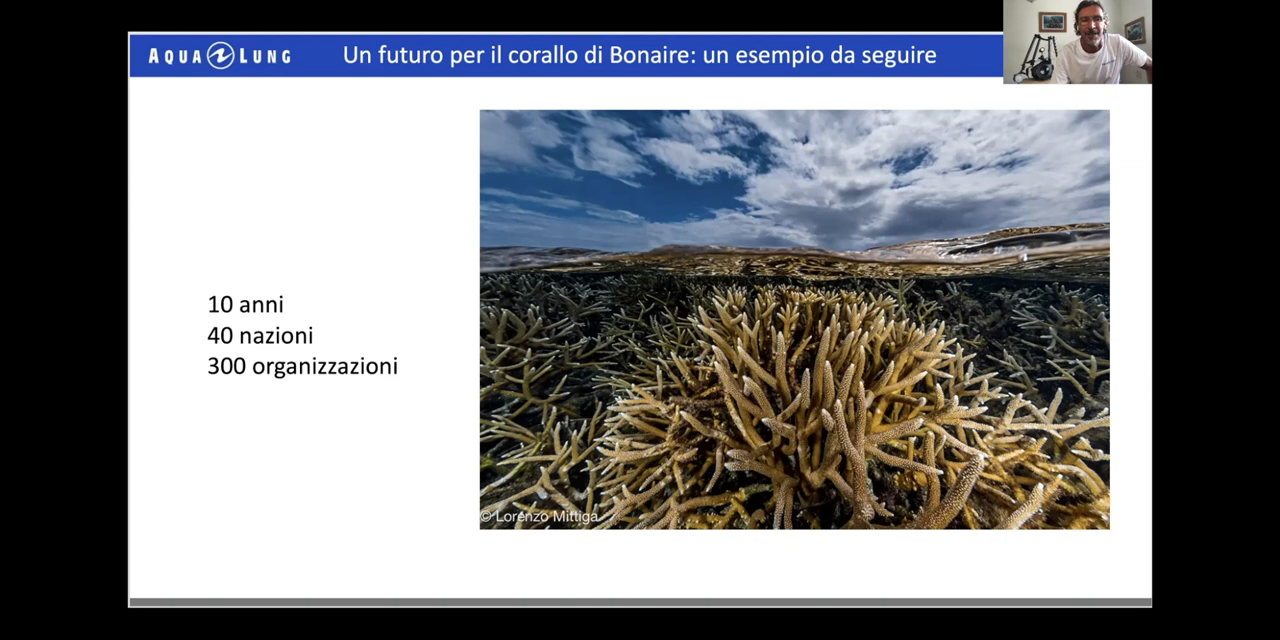 AQUA LUNG
Un futuro per il corallo di Bonaire: un esempio da seguire
10 anni
40 nazioni
300 organizzazioni
© Lorenzo Mittiga